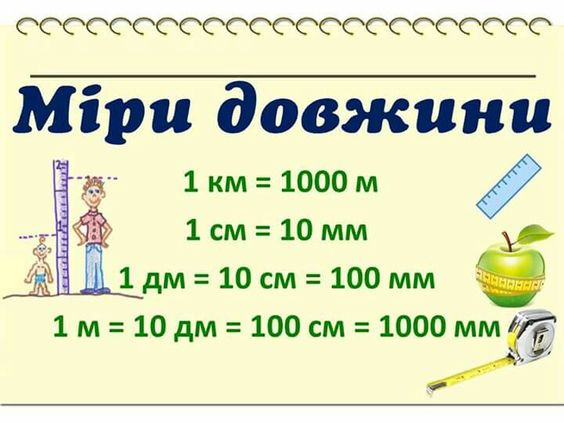 Міри довжини
1 км = 1000 м
1 см = 10 мм
1 дм = 10 см = 100 мм
1 м = 10 дм = 100 см = 1000 мм